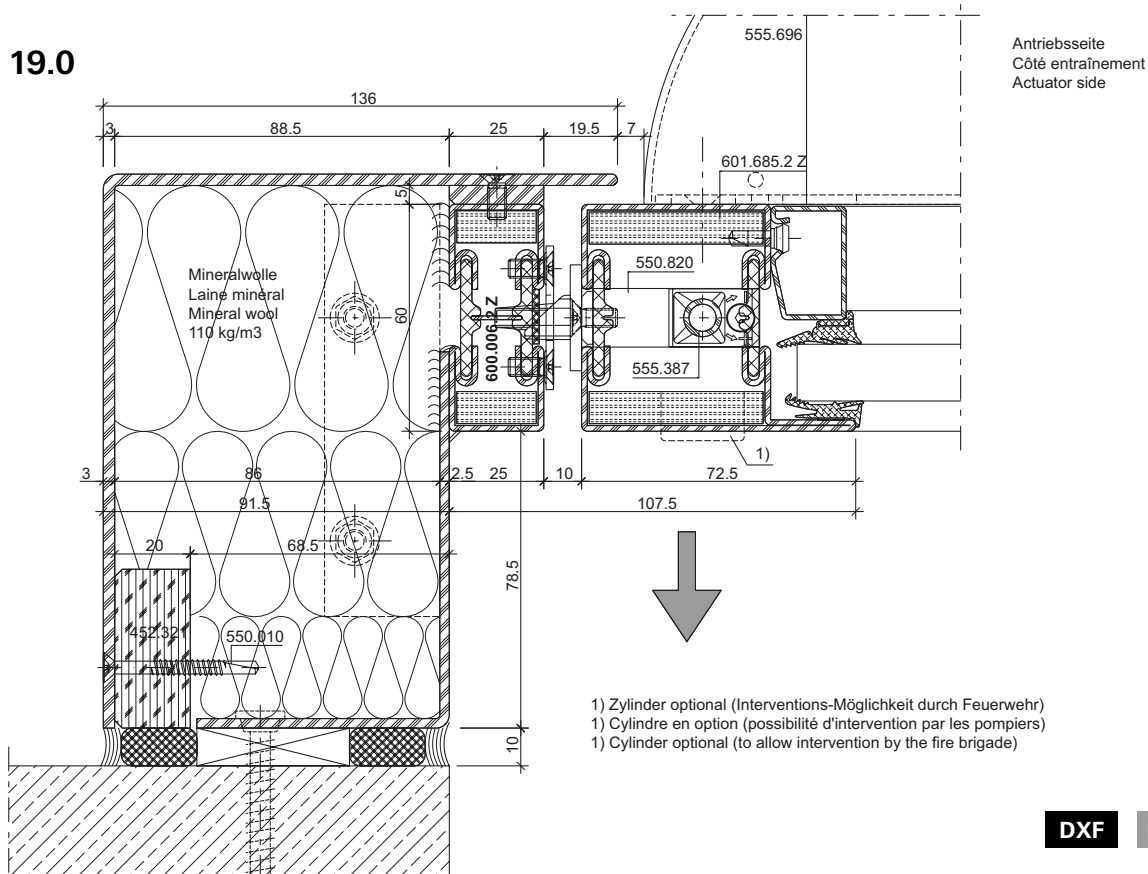 19.0
555.696
Antriebsseite
Côté entraînement
Actuator side
136
3
88.5
25
19.5
7
601.685.2 Z
5
Mineralwolle
Laine minéral
Mineral wool
110 kg/m3
60
550.820
600.006.2 Z
555.387
1)
3
86
2.5
25
10
72.5
91.5
107.5
20
68.5
78.5
452.321
550.010
10
1) Zylinder optional (Interventions-Möglichkeit durch Feuerwehr)
1) Cylindre en option (possibilité d'intervention par les pompiers)
1) Cylinder optional (to allow intervention by the fire brigade)
DXF